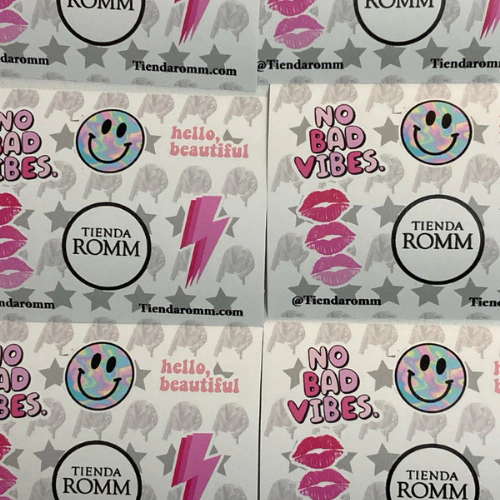 ROMM
Tiendaromm
Tiendaromm.com
ROMM
@Tiendaromm
NO
BAD
VIBES.
hello,
beautiful
TIENDA
ROMM
Tiendaromm.com
NO
BAD
VIBES.
TIENDA
ROMM
@Tiendaromm
NO
BAD
VIBES.
hello,
beautiful
TIENDA
ROMM
NO
BAD
VIBES.
TIENDA
ROMM